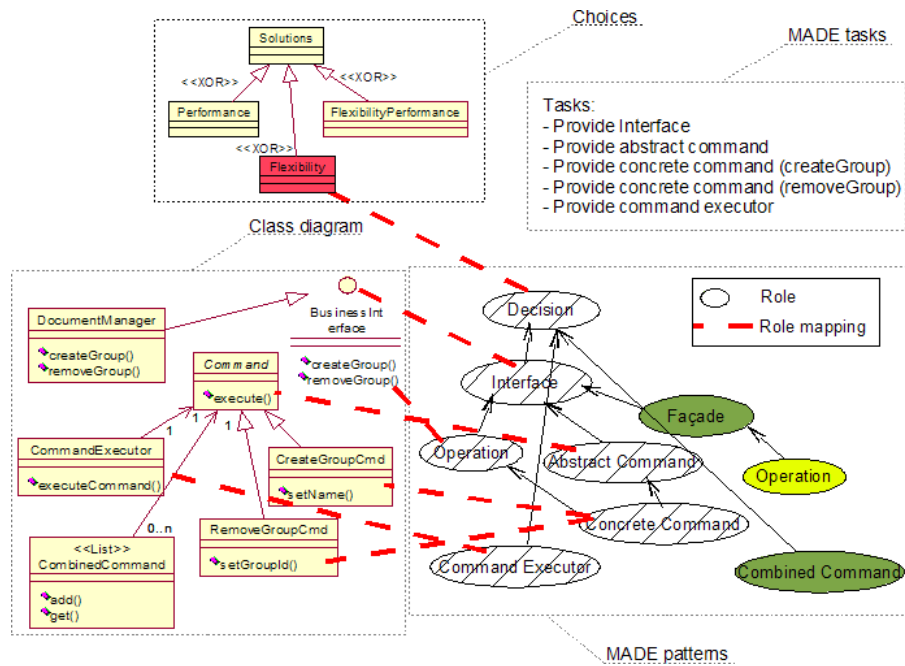 Choices
MADE tasks
Solutions
<<XOR>>
<<XOR>>
Performance
FlexibilityPerformance
<<XOR>>
Flexibility
Tasks:
- Provide Interface
- Provide abstract command
- Provide concrete command (createGroup)
- Provide concrete command (removeGroup)
- Provide command executor
Class diagram
DocumentManager
createGroup()
removeGroup()
Business Int
erface
createGroup()
removeGroup()
Command
execute()
1
1
1
CommandExecutor
executeCommand()
CreateGroupCmd
setName()
0..n
<<List>>
CombinedCommand
add()
get()
RemoveGroupCmd
setGroupId()
Role
Role mapping
Decision
Interface
Façade
Operation
Abstract Command
Operation
Concrete Command
Command Executor
Combined Command
MADE patterns